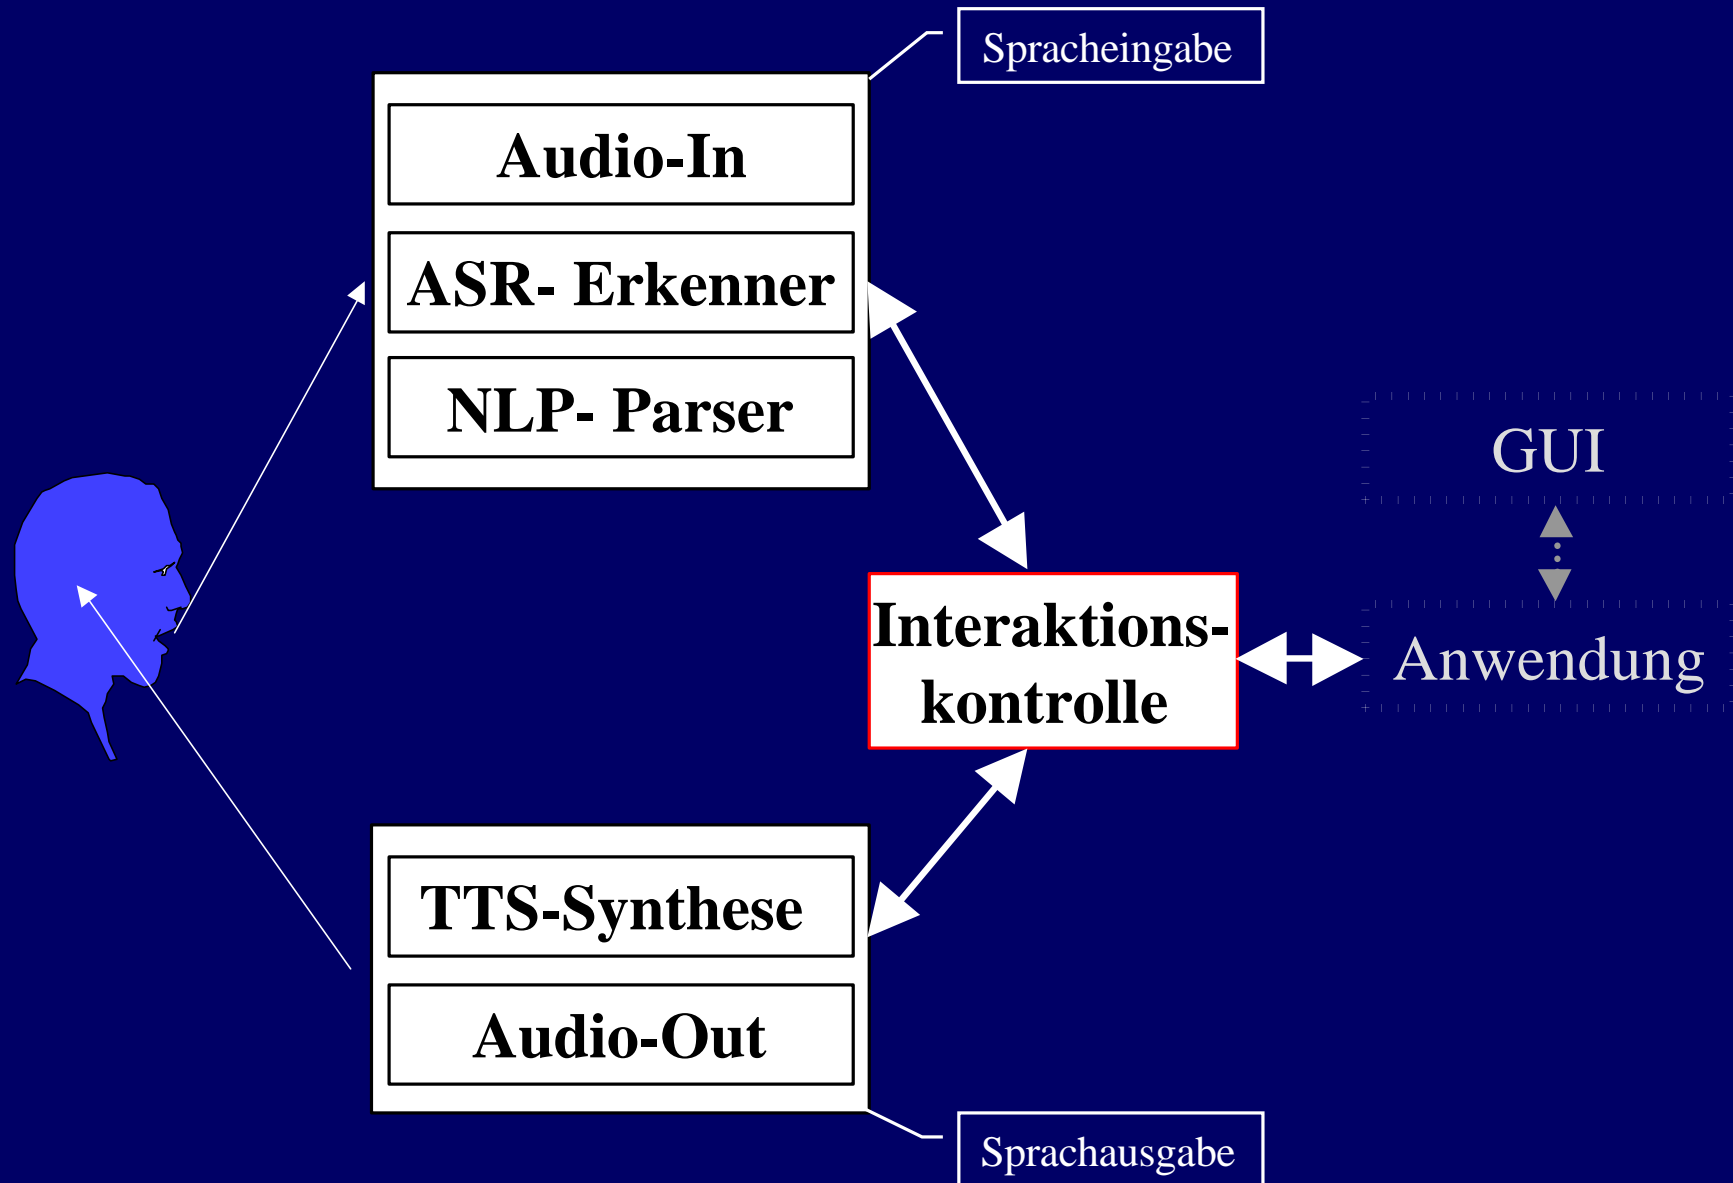 Spracheingabe
Audio-In
ASR- Erkenner
NLP- Parser
GUI
Interaktions-
kontrolle
Anwendung
TTS-Synthese
Audio-Out
Sprachausgabe